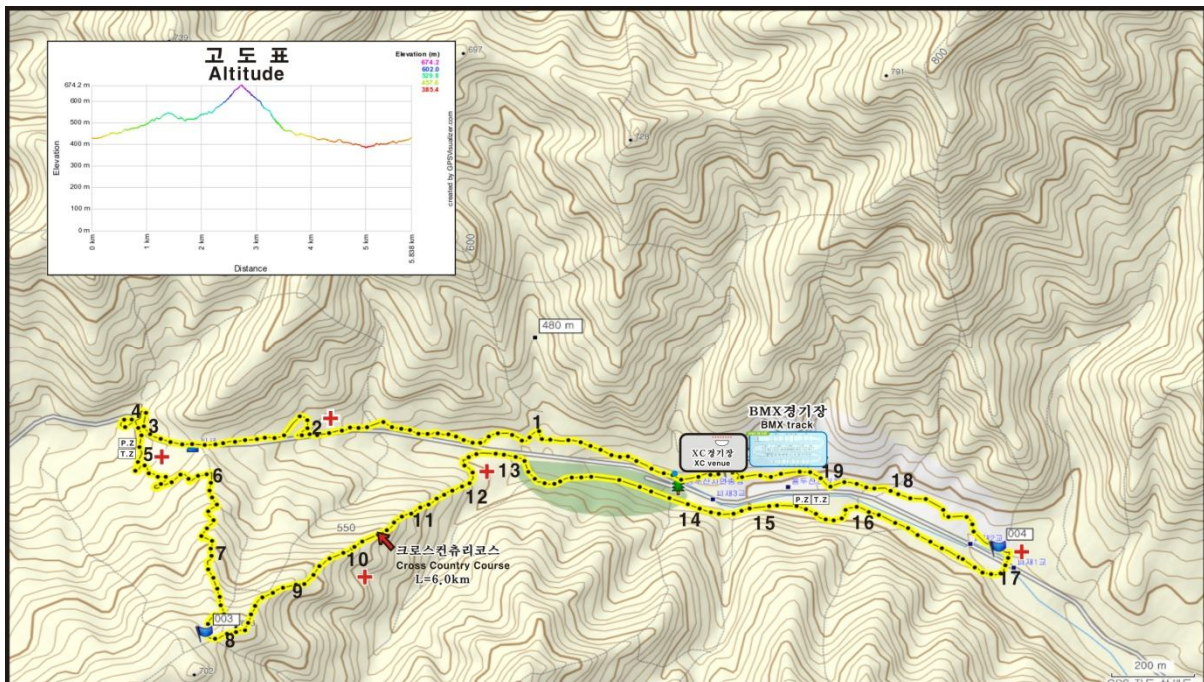 730
697
791
800
고 도 표
Altitude
Elevation (m)
674.2
602.0
529.8
457.6
385.4
674.2 m
600 m
500 m
400 m
300 m
200 m
100 m
0 m
Elevation
0 km
1 km
2 km
3 km
4 km
5 km
5.838 km
Distance
created by GPSVisualizer.com
600
480 m
4
3
2
1
BMX경기장
BMX track
XC경기장
XC venue
P.Z
T.Z
5
6
13
12
19
18
P.Z T.Z
14
15
16
11
550
10
크로스컨츄리코스
Cross Country Course
L=6.0km
7
9
004
17
003
8
702
200 m